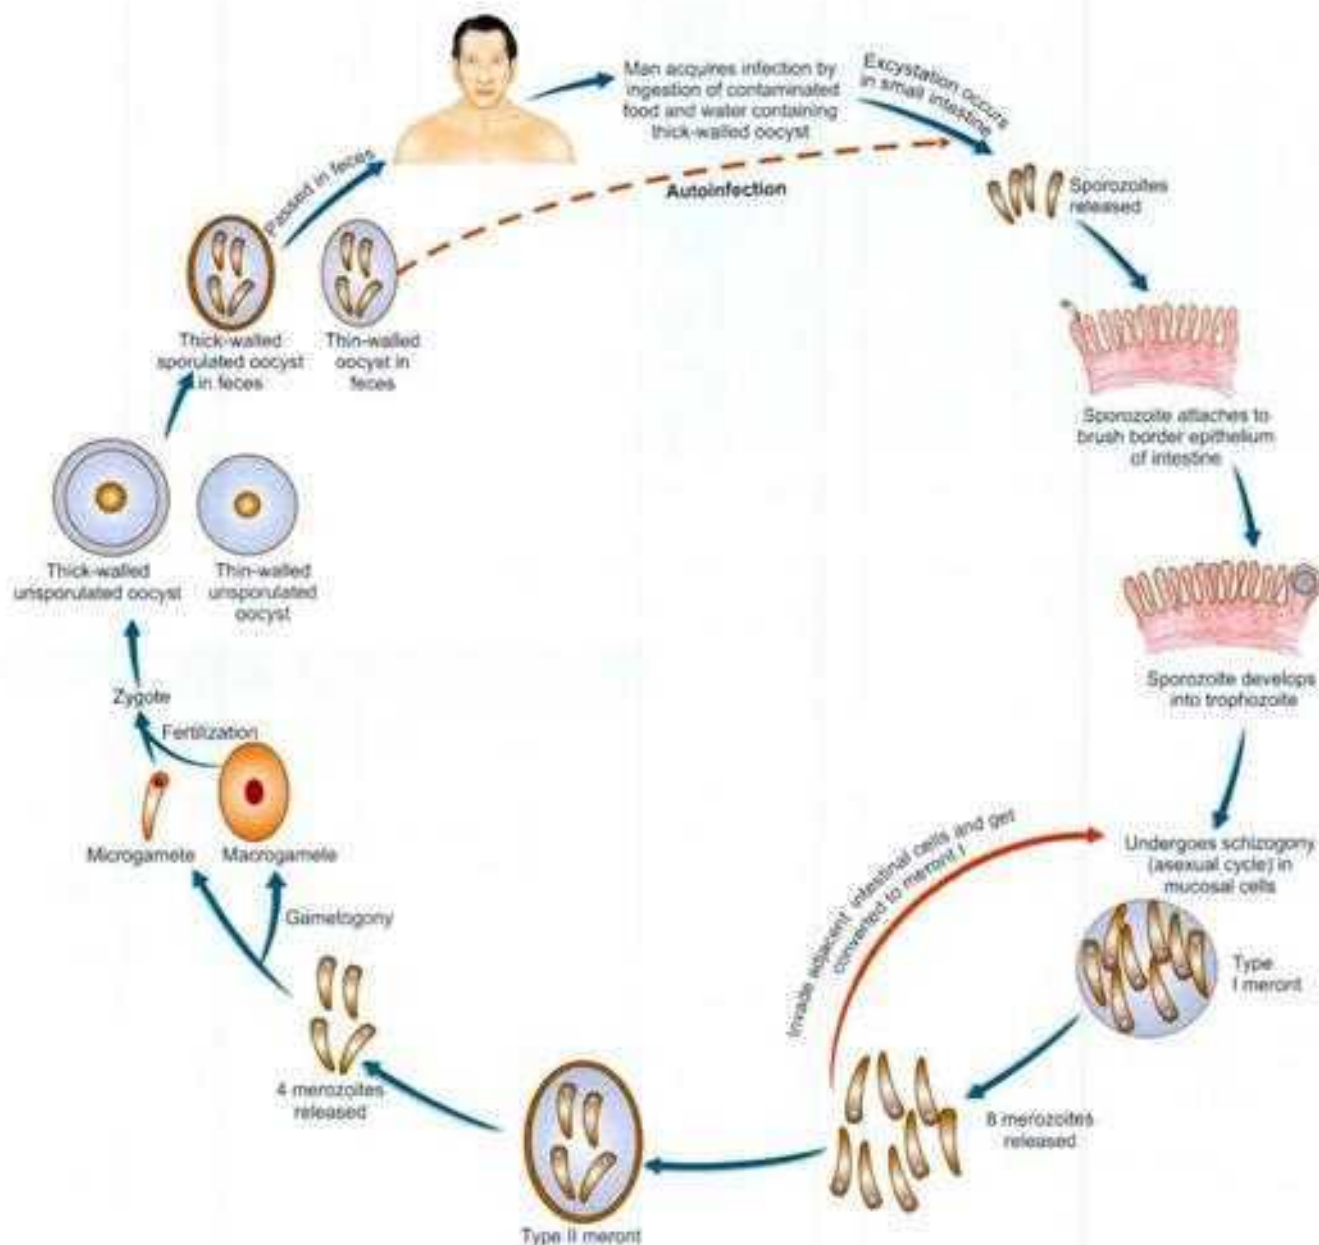 Man acquires infection by
ingestion of contaminated
food and water containing
thick-walled oocyst
Excystation occurs
in small intestine
Autoinfection
Sporozoites
released
Sporozoite attaches to
brush border epithelium
of intestine
Sporozoite develops
into trophozoite
Undergoes schizogony
(asexual cycle) in
mucosal cells
Type
I meront
8 merozoites
released
Invade adjacent intestinal cells and get
converted to meront I
Type II meront
4 merozoites
released
Gametogony
Microgamete
Macrogamele
Fertilization
Zygote
Thick-walled
unsporulated oocyst
Thin-walled
unsporulated
oocyst
Thick-walled
sporulated oocyst
in feces
Thin-walled
oocyst in
feces
Passed in feces